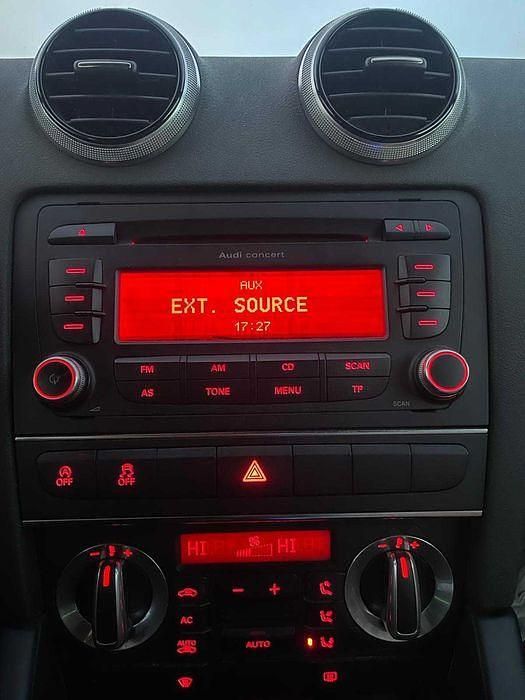 Audi concert
AUX
EXT. SOURCE
17:27
FM AM CD SCAN
AS TONE MENU TP
SCAN
OFF OFF
HI HI
- + - +
- +
AC
AUTO AUTO